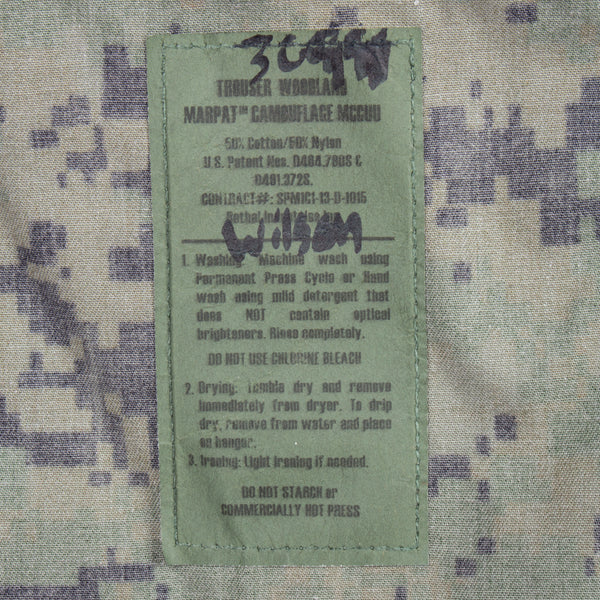 TROUSER WOODLAND
MARPAT™ CAMOUFLAGE MCCUU
50% Cotton/50% Nylon
U.S. Patent Nos. D484,780S &
D491,372S.
CONTRACT#: SPM1C1-13-D-1015
Wilson
1. Washing: Machine wash using
Permanent Press Cycle or Hand
wash using mild detergent that
does NOT contain optical
brighteners. Rinse completely.
DO NOT USE CHLORINE BLEACH
2. Drying: Tumble dry and remove
immediately from dryer. To drip
dry, remove from water and place
on hanger.
3. Ironing: Light ironing if needed.
DO NOT STARCH or
COMMERCIALLY HOT PRESS